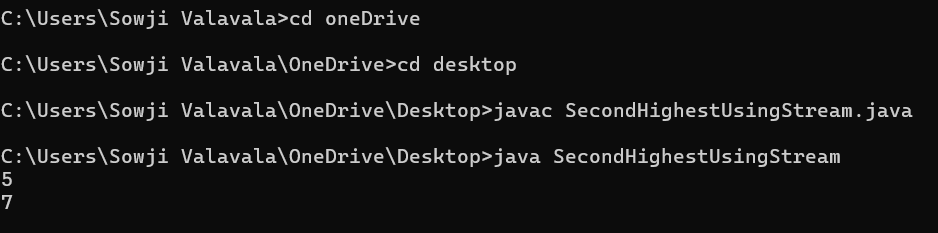 C:\Users\Sowji Valavala>cd oneDrive
C:\Users\Sowji Valavala\OneDrive>cd desktop
C:\Users\Sowji Valavala\OneDrive\Desktop>javac SecondHighestUsingStream.java
C:\Users\Sowji Valavala\OneDrive\Desktop>java SecondHighestUsingStream
5
7